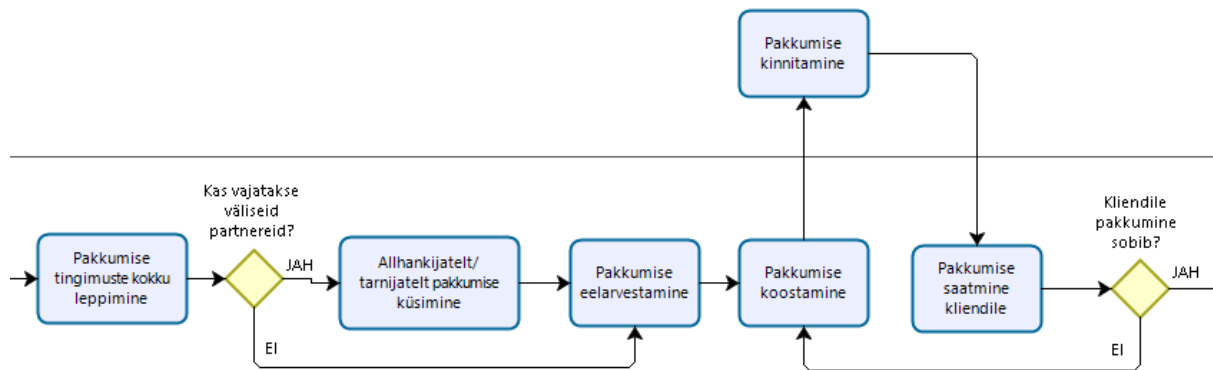 Pakkumise
kinnitamine
Kas vajatakse
väliseid
partnereid?
Kliendile
pakkumine
sobib?
Pakkumise
tingimuste kokku
leppimine
JAH
Allhankijatelt/
tarnijatelt pakkumise
küsimine
Pakkumise
eelarvestamine
Pakkumise
koostamine
Pakkumise
saatmine
kliendile
JAH
EI
EI